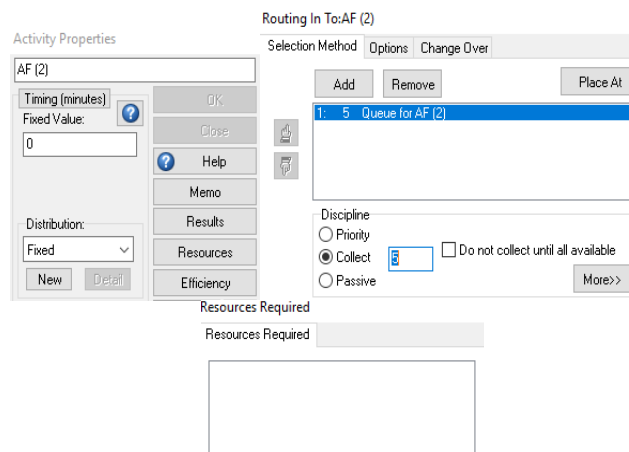 Activity Properties
AF (2)
Timing (minutes)
Fixed Value:
0
Distribution:
Fixed
New
Detail
OK
Close
Help
Memo
Results
Resources
Efficiency
Routing In To:AF (2)
Selection Method Options Change Over
Add Remove Place At
1: 5 Queue for AF (2)
Discipline
Priority
Collect 5 Do not collect until all available
Passive More>>
Resources Required
Resources Required